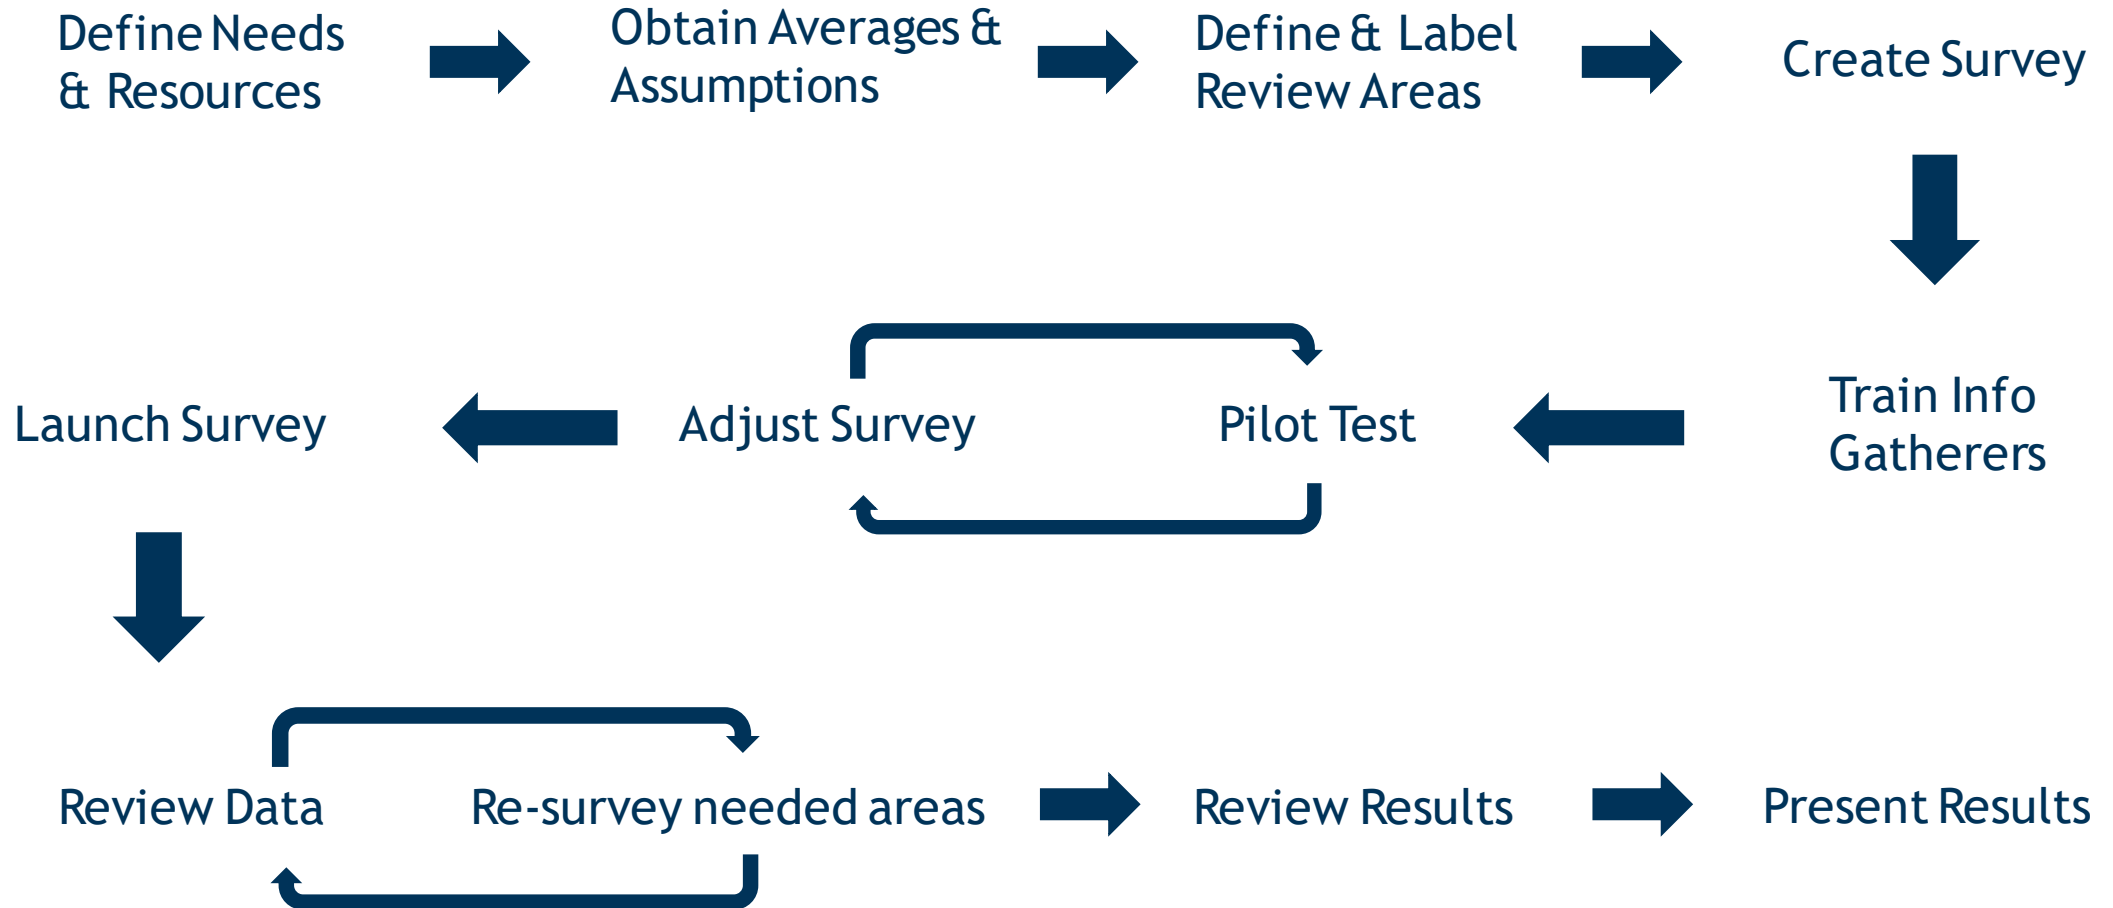 Define Needs
& Resources
Obtain Averages &
Assumptions
Define & Label
Review Areas
Create Survey
Launch Survey
Adjust Survey
Pilot Test
Train Info
Gatherers
Review Data
Re-survey needed areas
Review Results
Present Results